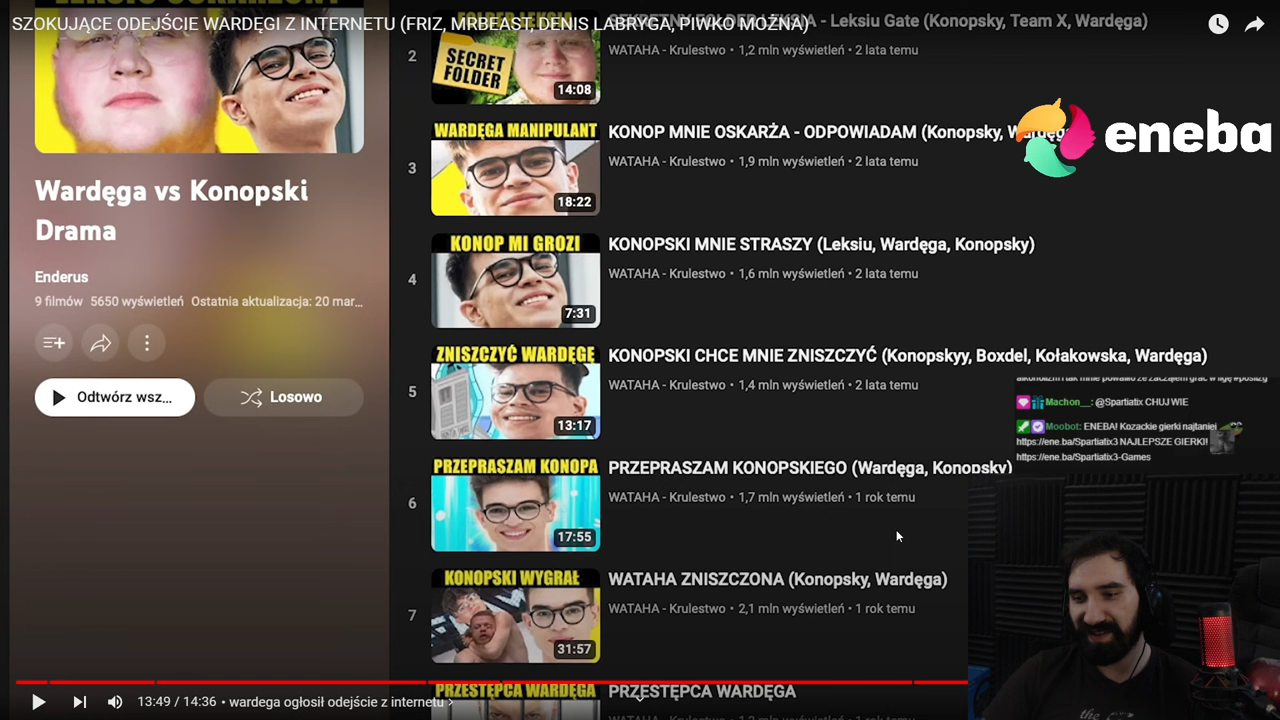 SZOKUJĄCE ODEJŚCIE WARDĘGI Z INTERNETU (FRIZ, MRBEAST, DENIS LABRYGA, PIWKO MOŻNA)
- Leksiu Gate (Konopsky, Team X, Wardęga)
WATAHA - Krulestwo • 1,2 mln wyświetleń • 2 lata temu
2
SECRET
FOLDER
14:08
eneba
Wardęga vs Konopski
Drama
Enderus
9 filmów 5650 wyświetleń Ostatnia aktualizacja: 20 mar...
Odtwórz wsz...
Losowo
3
WARDĘGA MANIPULANT
18:22
KONOP MNIE OSKARŻA - ODPOWIADAM (Konopsky, Wardęga
WATAHA - Krulestwo • 1,9 mln wyświetleń • 2 lata temu
4
KONOP MI GROZI
7:31
KONOPSKI MNIE STRASZY (Leksiu, Wardęga, Konopsky)
WATAHA - Krulestwo • 1,6 mln wyświetleń • 2 lata temu
5
ZNISZCZYĆ WARDĘGĘ
13:17
KONOPSKI CHCE MNIE ZNISZCZYĆ (Konopskyy, Boxdel, Kołakowska, Wardęga)
WATAHA - Krulestwo • 1,4 mln wyświetleń • 2 lata temu
6
PRZEPRASZAM KONOPA
17:55
PRZEPRASZAM KONOPSKIEGO (Wardęga, Konopsky)
WATAHA - Krulestwo • 1,7 mln wyświetleń • 1 rok temu
7
KONOPSKI WYGRAŁ
31:57
WATAHA ZNISZCZONA (Konopsky, Wardęga)
WATAHA - Krulestwo • 2,1 mln wyświetleń • 1 rok temu
PRZESTĘPCA WARDĘGA
PRZESTĘPCA WARDĘGA
Machon__: @Spartiatix CHUJ WIE
Moobot: ENEBA! Kozackie gierki najtaniej
https://ene.ba/Spartiatix3 NAJLEPSZE GIERKI!
https://ene.ba/Spartiatix3-Games
13:49 / 14:36 • wardega ogłosił odejście z internetu